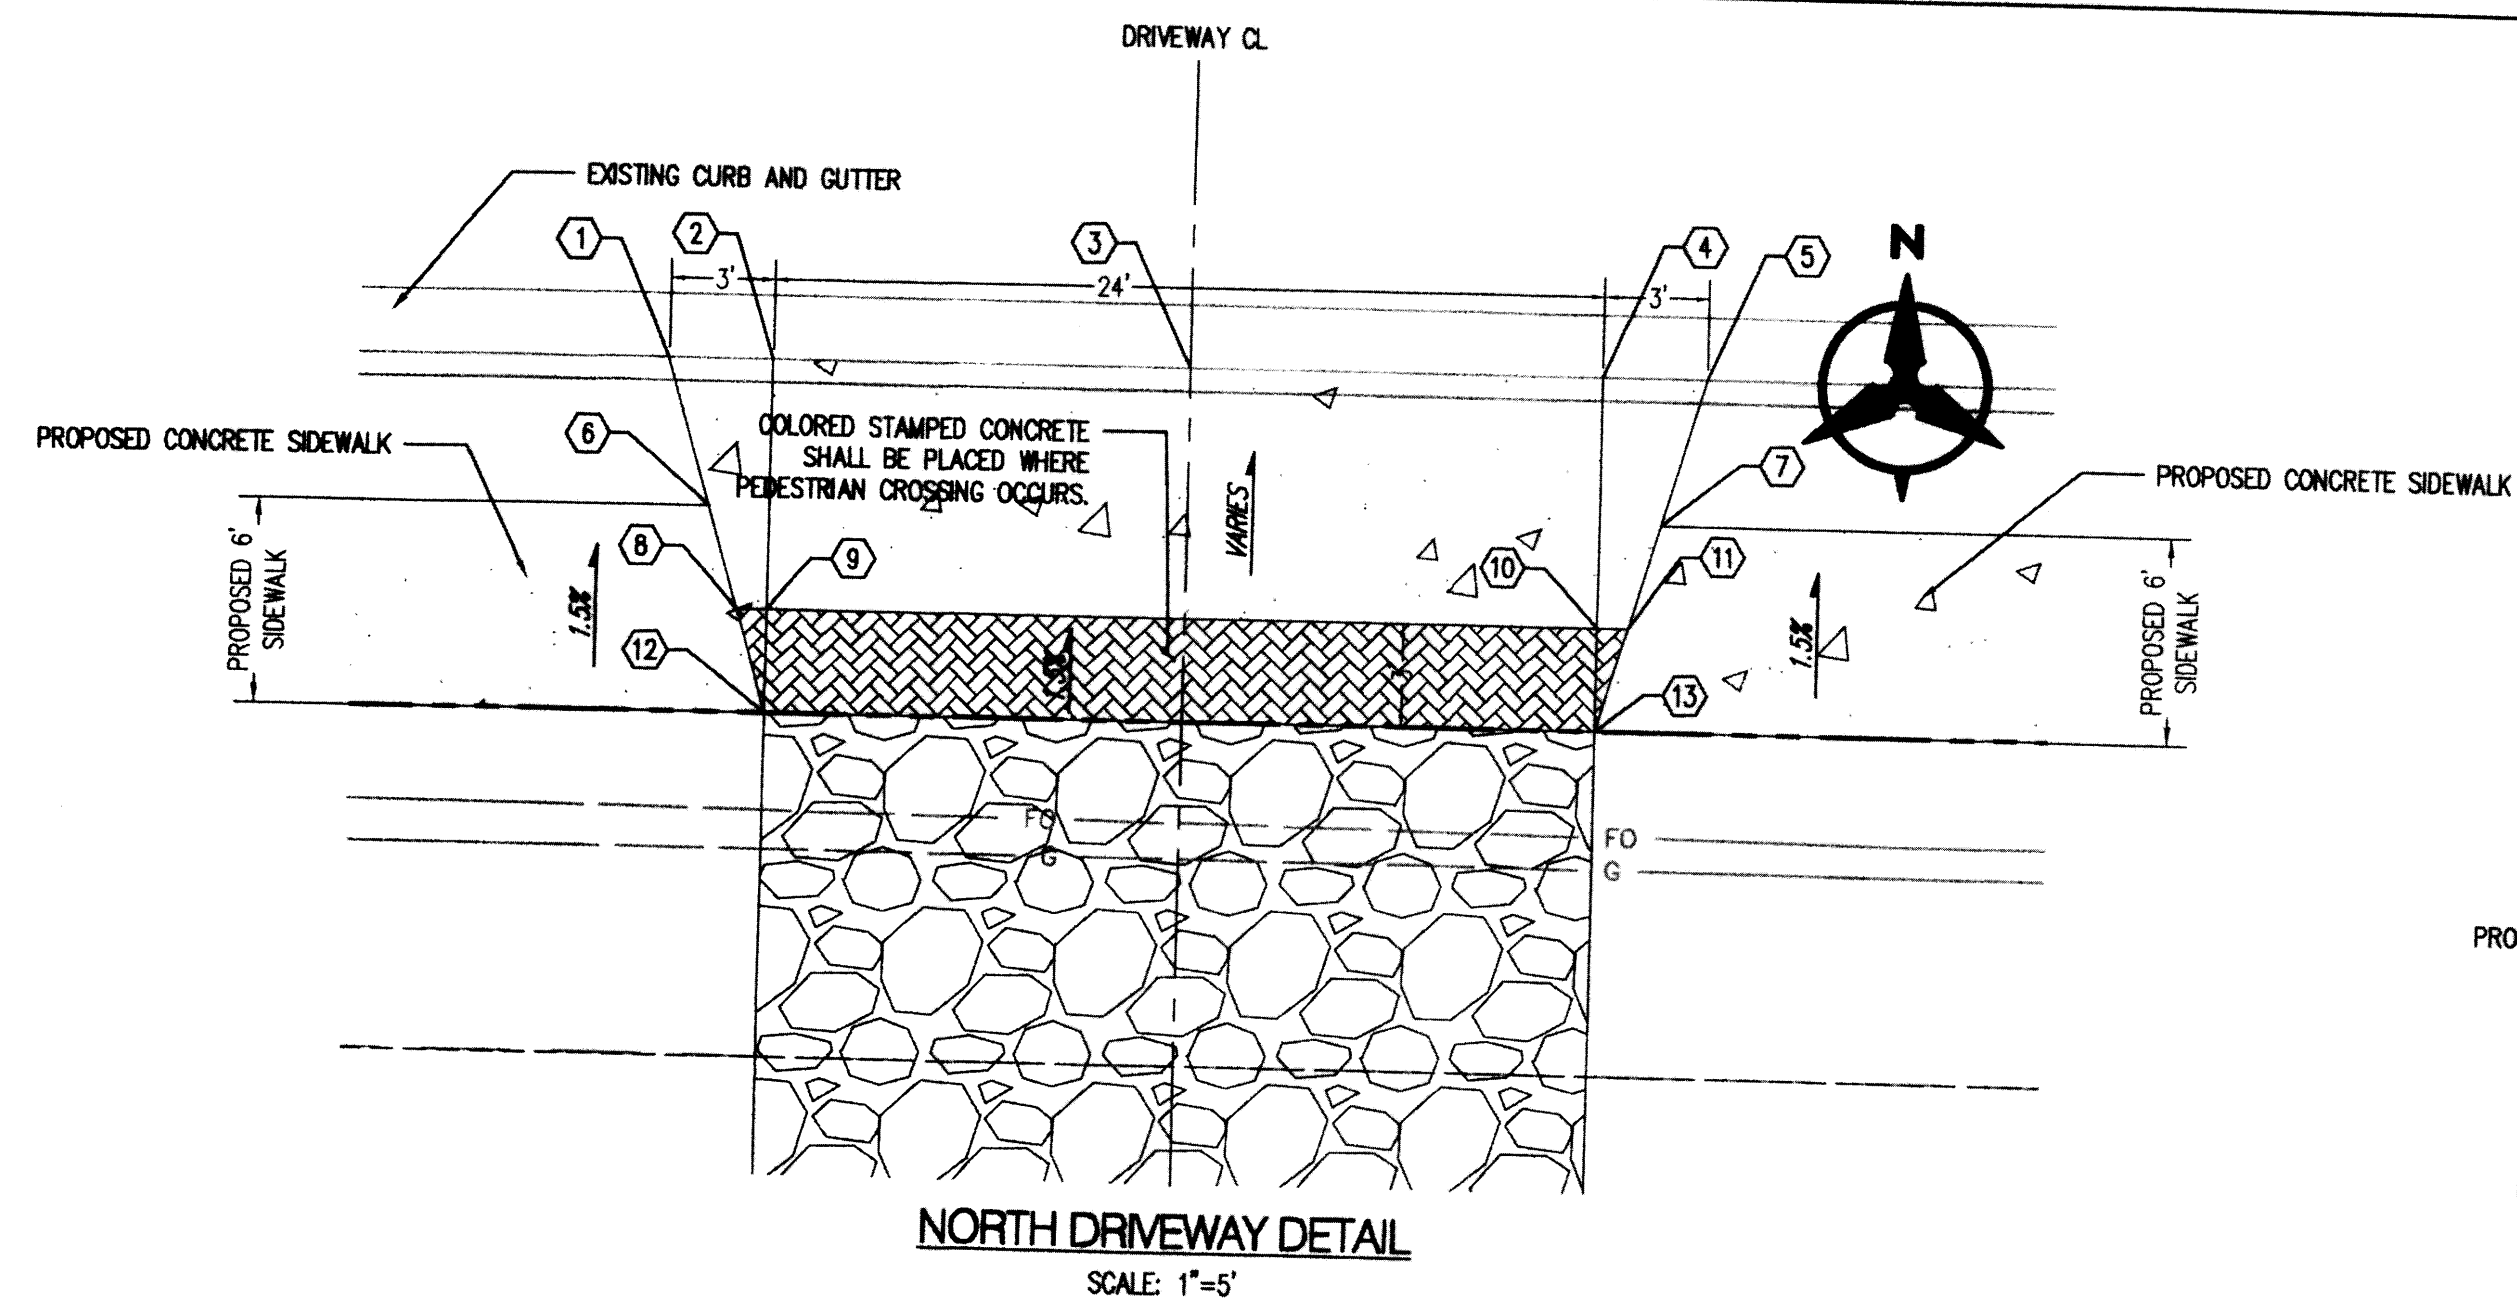 DRIVEWAY CL
EXISTING CURB AND GUTTER
1
2
3
4
5
N
3'
24'
3'
PROPOSED CONCRETE SIDEWALK
6
COLORED STAMPED CONCRETE
SHALL BE PLACED WHERE
PEDESTRIAN CROSSING OCCURS.
7
PROPOSED CONCRETE SIDEWALK
PROPOSED 6'
SIDEWALK
1.5%
8
9
VARIES
10
11
1.5%
PROPOSED 6'
SIDEWALK
12
1.5%
3'
13
FO
G
FO
G
PRO
NORTH DRIVEWAY DETAIL
SCALE: 1"=5'